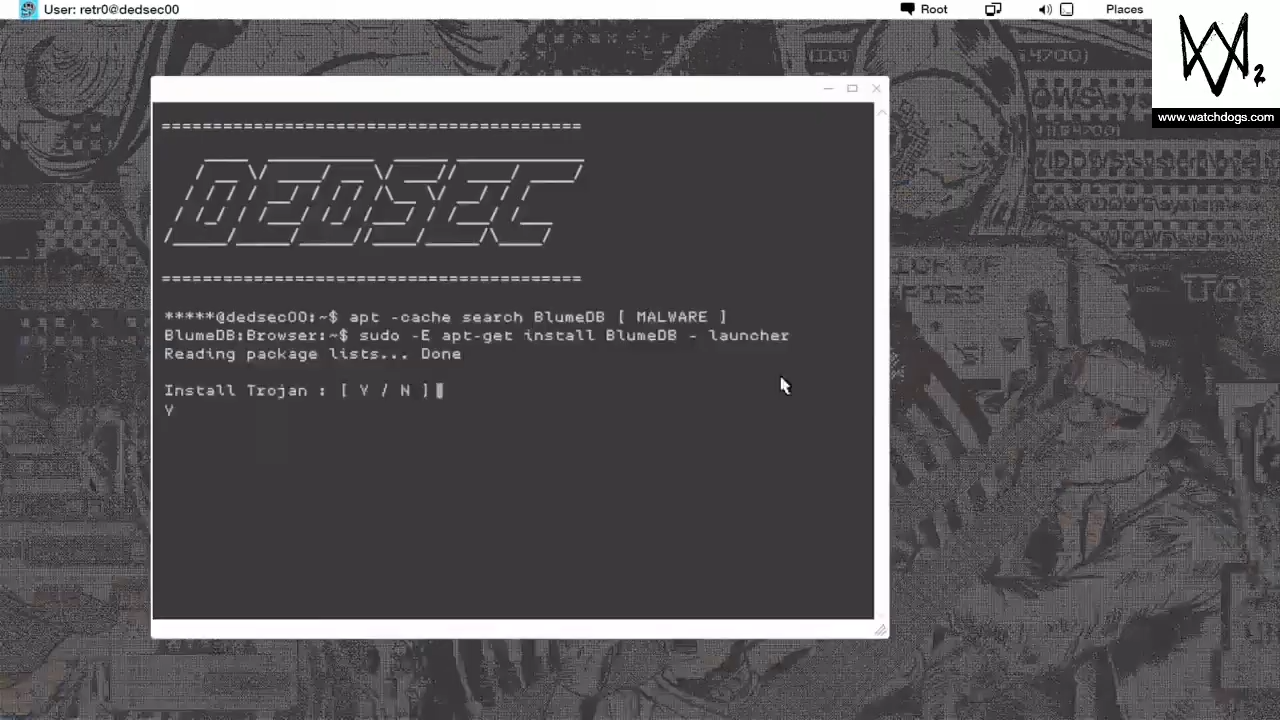 User: retr0@dedsec00
Root
Places
2
www.watchdogs.com
=========================================
DEDSEC
=========================================
*****@dedsec00:~$ apt -cache search BlumeDB [ MALWARE ]
BlumeDB:Browser:~$ sudo -E apt-get install BlumeDB - launcher
Reading package lists... Done
Install Trojan : [ Y / N ]
Y